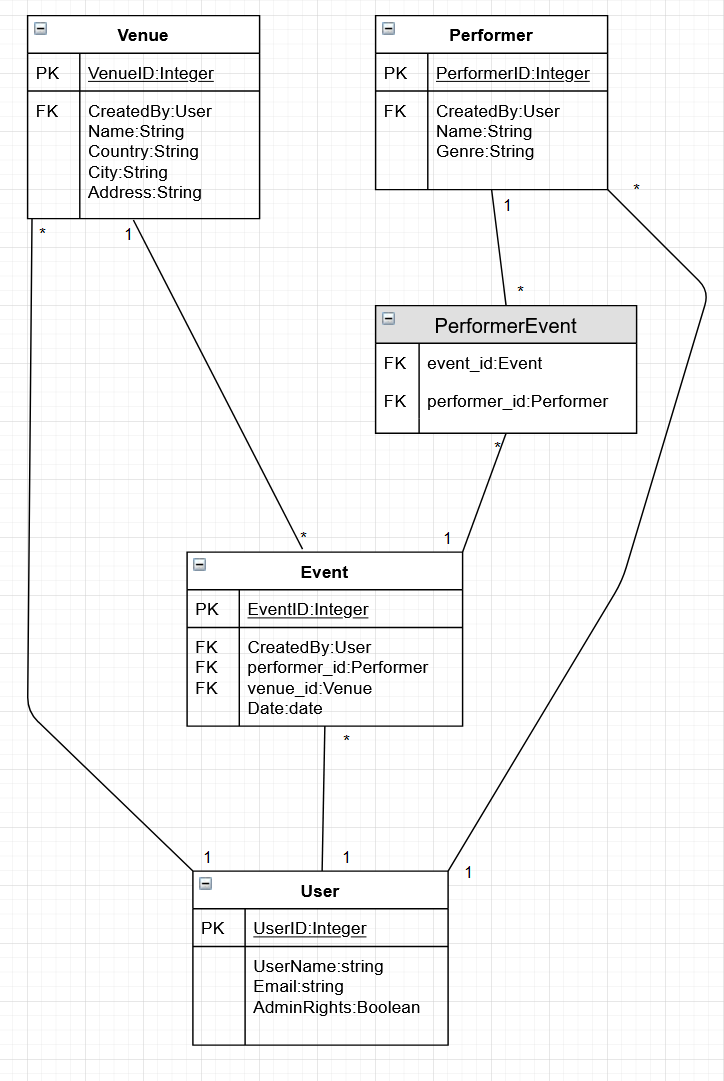 Venue
PK VenueID:Integer
FK CreatedBy:User
Name:String
Country:String
City:String
Address:String
Performer
PK PerformerID:Integer
FK CreatedBy:User
Name:String
Genre:String
* 1
1 *
*
PerformerEvent
FK event_id:Event
FK performer_id:Performer
*
* 1
Event
PK EventID:Integer
FK CreatedBy:User
FK performer_id:Performer
FK venue_id:Venue
Date:date
*
1 1 1
User
PK UserID:Integer
UserName:string
Email:string
AdminRights:Boolean